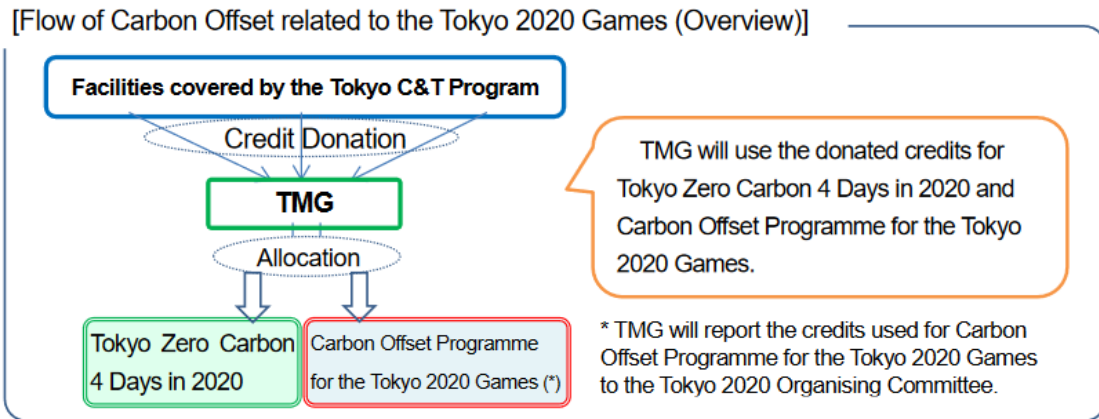 [Flow of Carbon Offset related to the Tokyo 2020 Games (Overview)]
Facilities covered by the Tokyo C&T Program
Credit Donation
TMG
Allocation
Tokyo Zero Carbon
4 Days in 2020
Carbon Offset Programme
for the Tokyo 2020 Games (*)
TMG will use the donated credits for
Tokyo Zero Carbon 4 Days in 2020 and
Carbon Offset Programme for the Tokyo
2020 Games.
* TMG will report the credits used for Carbon
Offset Programme for the Tokyo 2020 Games
to the Tokyo 2020 Organising Committee.